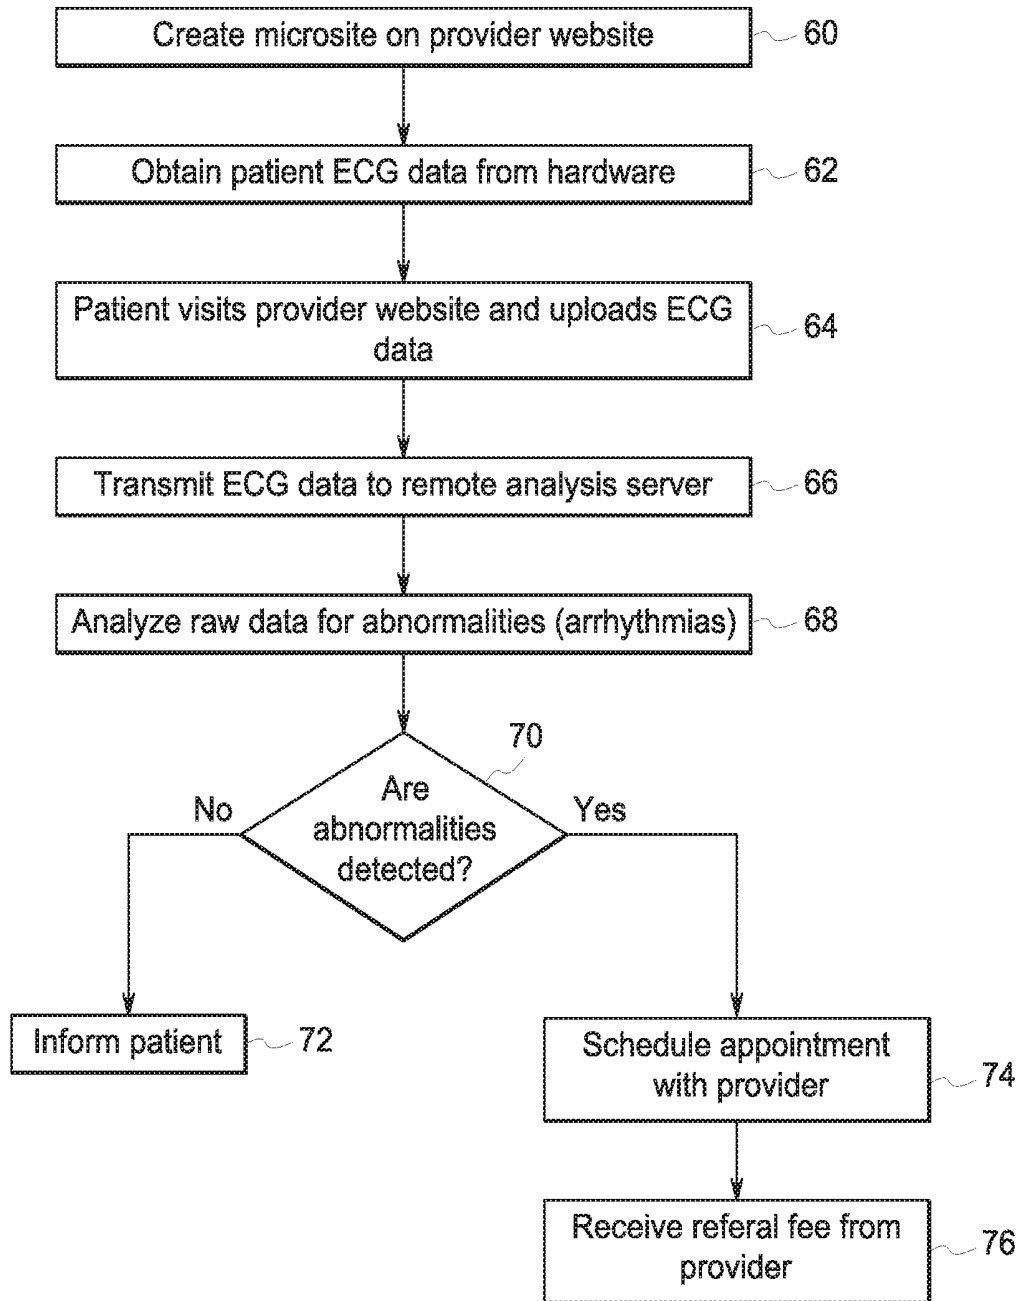 Create microsite on provider website
60
Obtain patient ECG data from hardware
62
Patient visits provider website and uploads ECG
data
64
Transmit ECG data to remote analysis server
66
Analyze raw data for abnormalities (arrhythmias)
68
70
No
Are
abnormalities
detected?
Yes
Inform patient
72
Schedule appointment
with provider
74
Receive referal fee from
provider
76